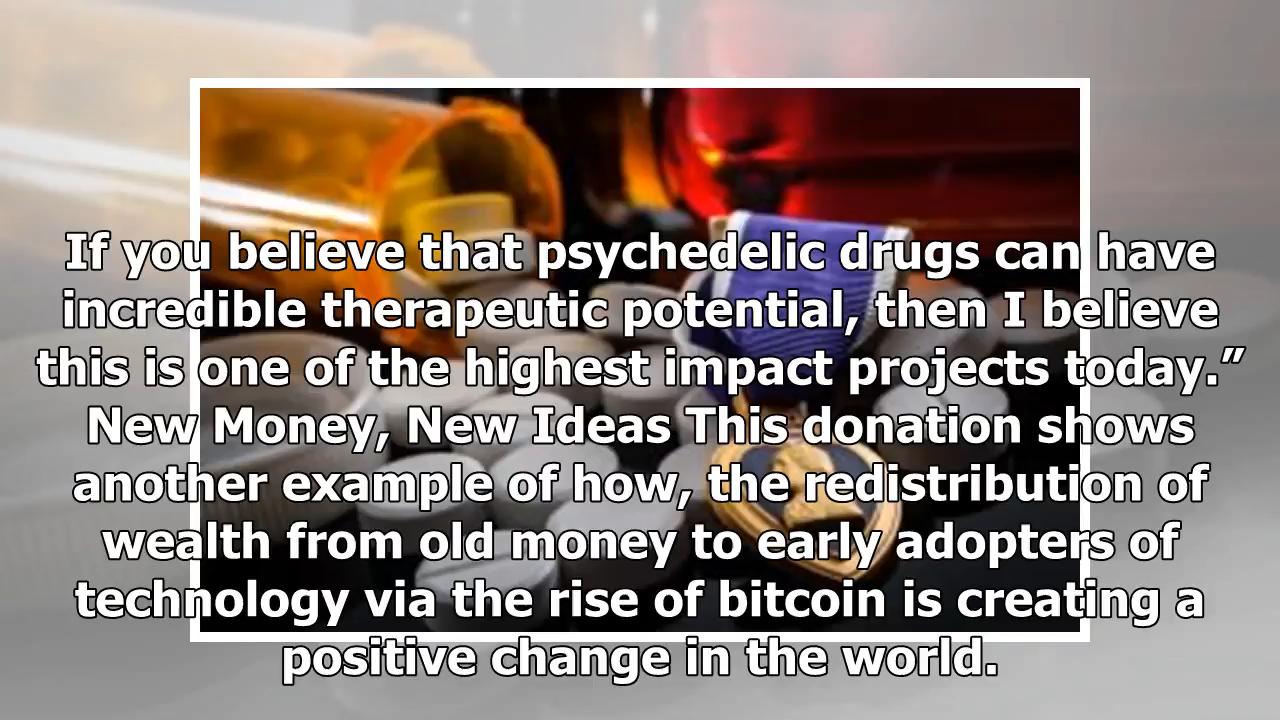 If you believe that psychedelic drugs can have
incredible therapeutic potential, then I believe
this is one of the highest impact projects today.”
New Money, New Ideas This donation shows
another example of how, the redistribution of
wealth from old money to early adopters of
technology via the rise of bitcoin is creating a
positive change in the world.